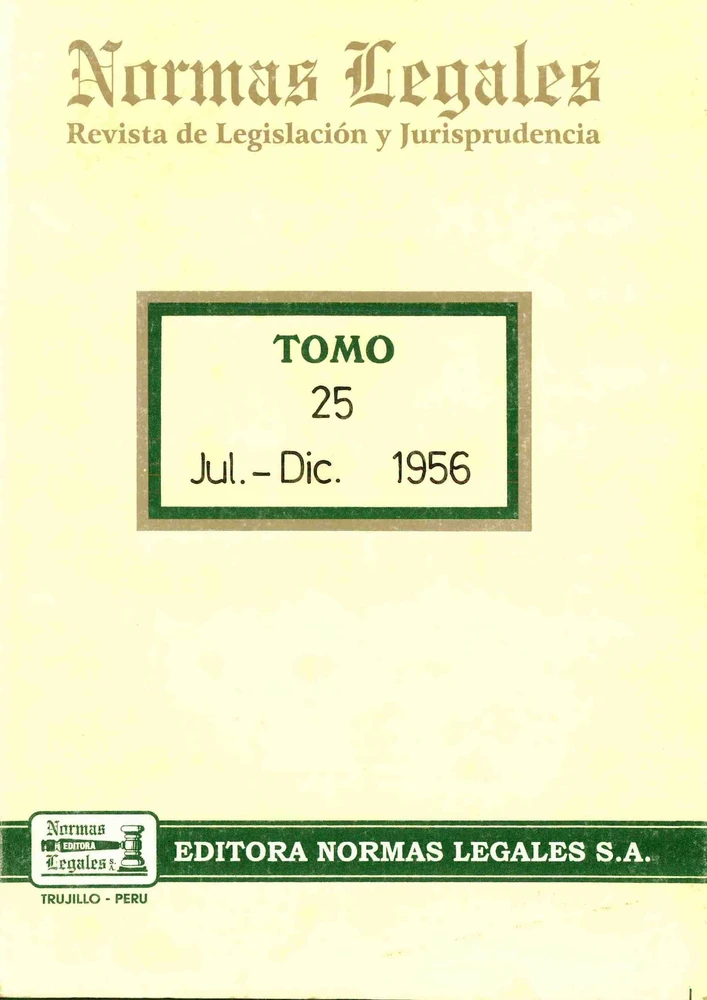 Normas Legales
Revista de Legislación y Jurisprudencia
TOMO
25
Jul. - Dic. 1956
Normas
EDITORA
Legales S.A.
EDITORA NORMAS LEGALES S.A.
TRUJILLO - PERU